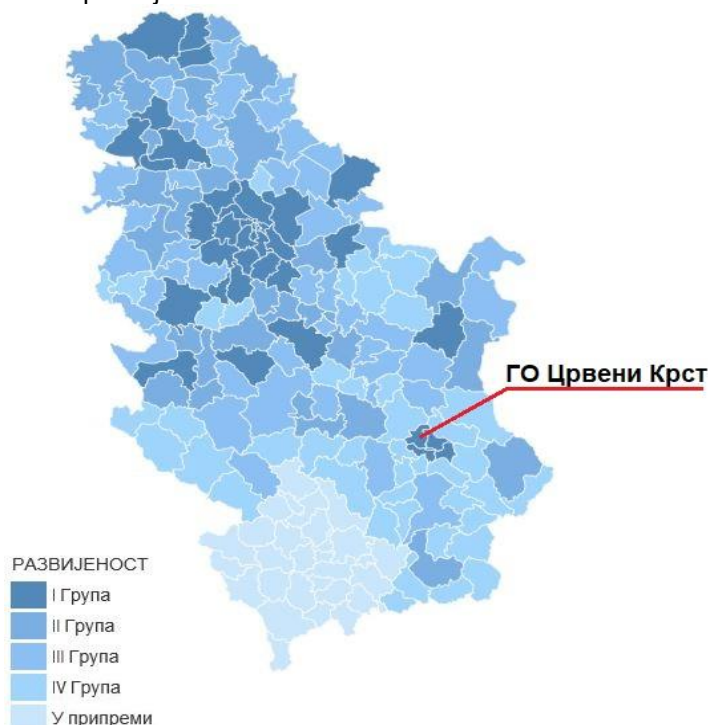 ГО Црвени Крст
РАЗВИЈЕНОСТ
I Група
II Група
III Група
IV Група
У припреми